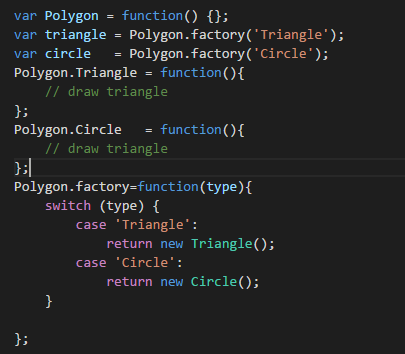 var Polygon = function() {};
var triangle = Polygon.factory('Triangle');
var circle   = Polygon.factory('Circle');
Polygon.Triangle = function(){
    // draw triangle
};
Polygon.Circle   = function(){
    // draw triangle
};
Polygon.factory=function(type){
    switch (type) {
        case 'Triangle':
            return new Triangle();
        case 'Circle':
            return new Circle();
    }
};